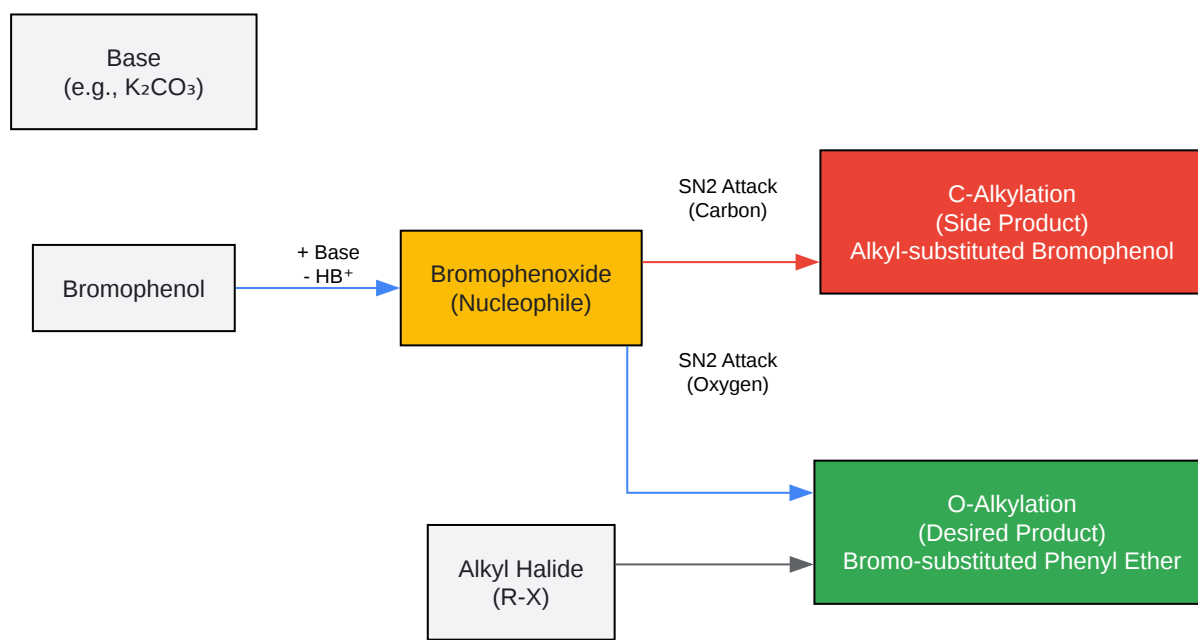 Base
(e.g., K₂CO₃)
Bromophenol
+ Base
- HB⁺
Bromophenoxide
(Nucleophile)
SN2 Attack
(Carbon)
C-Alkylation
(Side Product)
Alkyl-substituted Bromophenol
SN2 Attack
(Oxygen)
O-Alkylation
(Desired Product)
Bromo-substituted Phenyl Ether
Alkyl Halide
(R-X)